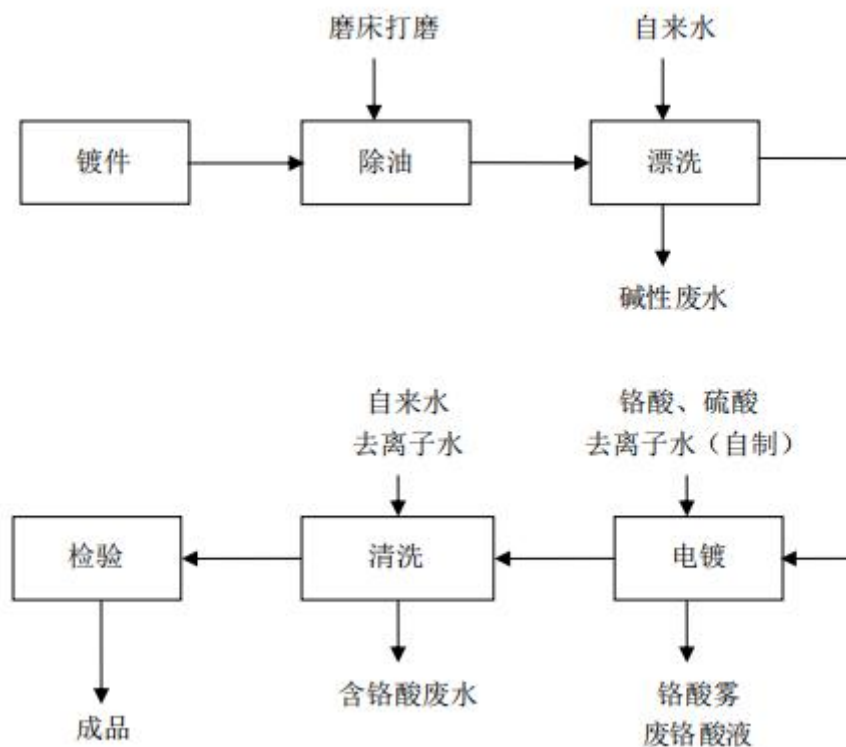 磨床打磨
自来水
镀件
除油
漂洗
碱性废水
自来水
去离子水
铬酸、硫酸
去离子水（自制）
检验
清洗
电镀
成品
含铬酸废水
铬酸雾
废铬酸液